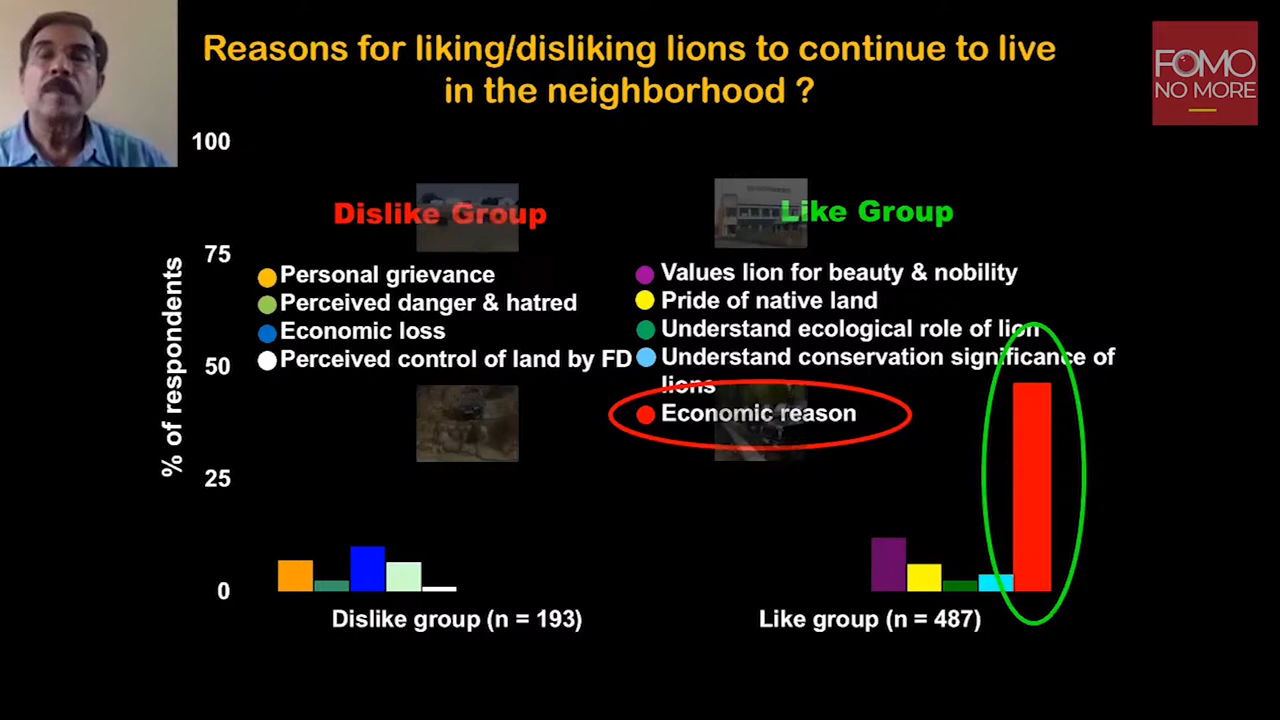 Reasons for liking/disliking lions to continue to live
in the neighborhood ?
FOMO
NO MORE
100
75
50
25
0
% of respondents
Dislike Group
Personal grievance
Perceived danger & hatred
Economic loss
Perceived control of land by FD
Like Group
Values lion for beauty & nobility
Pride of native land
Understand ecological role of lion
Understand conservation significance of
lions
Economic reason
Dislike group (n = 193)
Like group (n = 487)